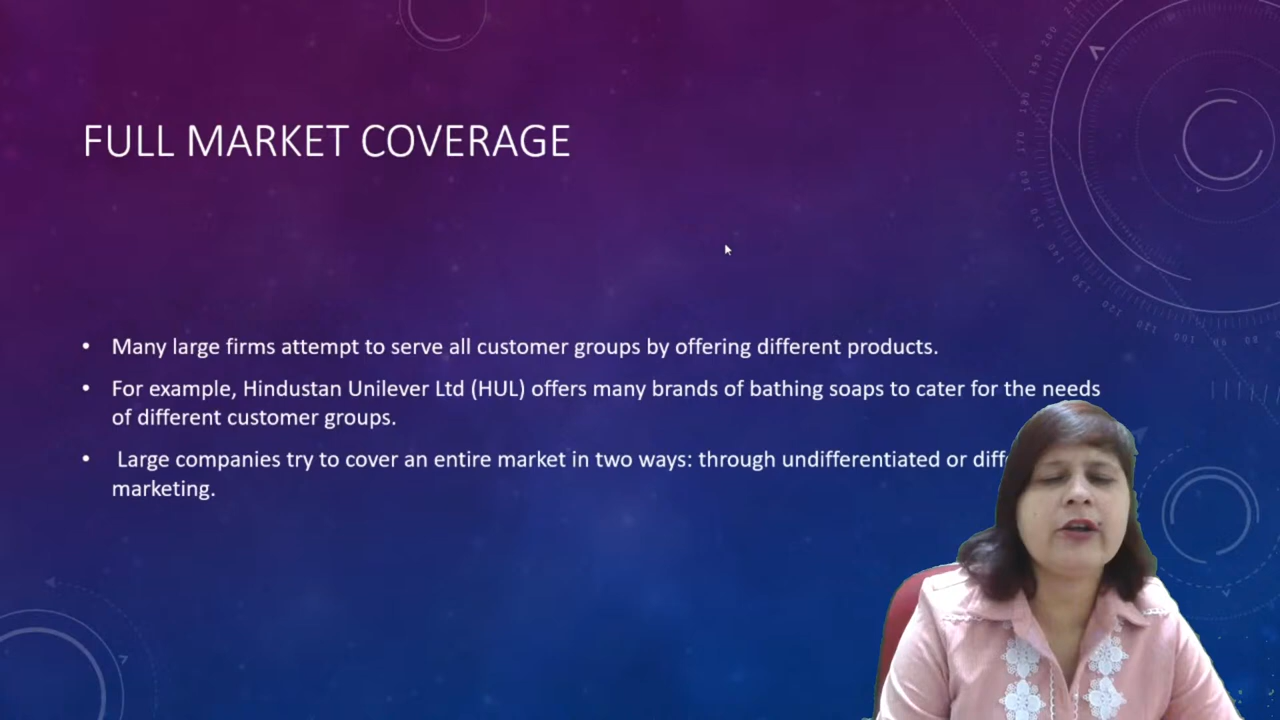 FULL MARKET COVERAGE
• Many large firms attempt to serve all customer groups by offering different products.
• For example, Hindustan Unilever Ltd (HUL) offers many brands of bathing soaps to cater for the needs
of different customer groups.
• Large companies try to cover an entire market in two ways: through undifferentiated or
marketing.